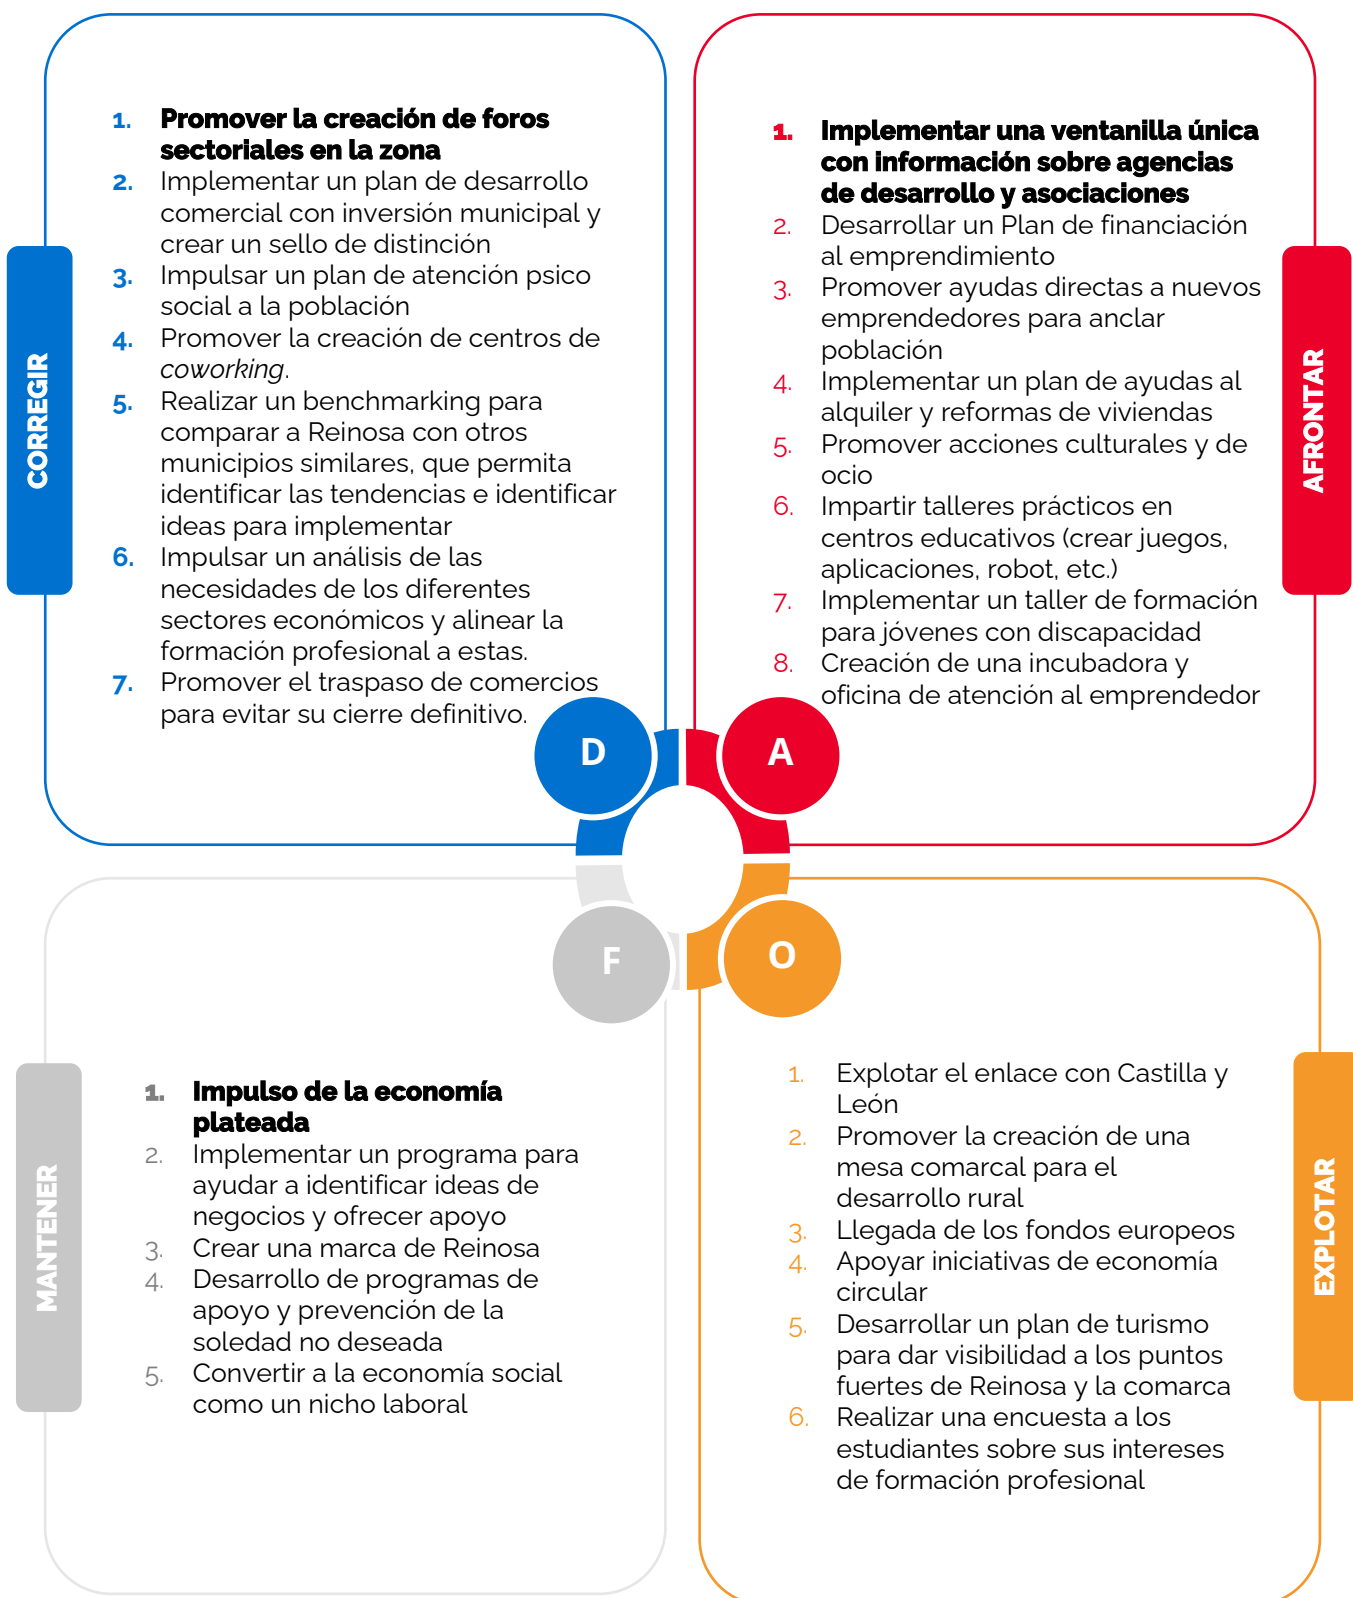 CORREGIR
1. Promover la creación de foros
sectoriales en la zona
2. Implementar un plan de desarrollo
comercial con inversión municipal y
crear un sello de distinción
3. Impulsar un plan de atención psico
social a la población
4. Promover la creación de centros de
coworking.
5. Realizar un benchmarking para
comparar a Reinosa con otros
municipios similares, que permita
identificar las tendencias e identificar
ideas para implementar
6. Impulsar un análisis de las
necesidades de los diferentes
sectores económicos y alinear la
formación profesional a estas.
7. Promover el traspaso de comercios
para evitar su cierre definitivo.
D
AFRONTAR
1. Implementar una ventanilla única
con información sobre agencias
de desarrollo y asociaciones
2. Desarrollar un Plan de financiación
al emprendimiento
3. Promover ayudas directas a nuevos
emprendedores para anclar
población
4. Implementar un plan de ayudas al
alquiler y reformas de viviendas
5. Promover acciones culturales y de
ocio
6. Impartir talleres prácticos en
centros educativos (crear juegos,
aplicaciones, robot, etc.)
7. Implementar un taller de formación
para jóvenes con discapacidad
8. Creación de una incubadora y
oficina de atención al emprendedor
A
F
MANTENER
1. Impulso de la economía
plateada
2. Implementar un programa para
ayudar a identificar ideas de
negocios y ofrecer apoyo
3. Crear una marca de Reinosa
4. Desarrollo de programas de
apoyo y prevención de la
soledad no deseada
5. Convertir a la economía social
como un nicho laboral
O
EXPLOTAR
1. Explotar el enlace con Castilla y
León
2. Promover la creación de una
mesa comarcal para el
desarrollo rural
3. Llegada de los fondos europeos
4. Apoyar iniciativas de economía
circular
5. Desarrollar un plan de turismo
para dar visibilidad a los puntos
fuertes de Reinosa y la comarca
6. Realizar una encuesta a los
estudiantes sobre sus intereses
de formación profesional